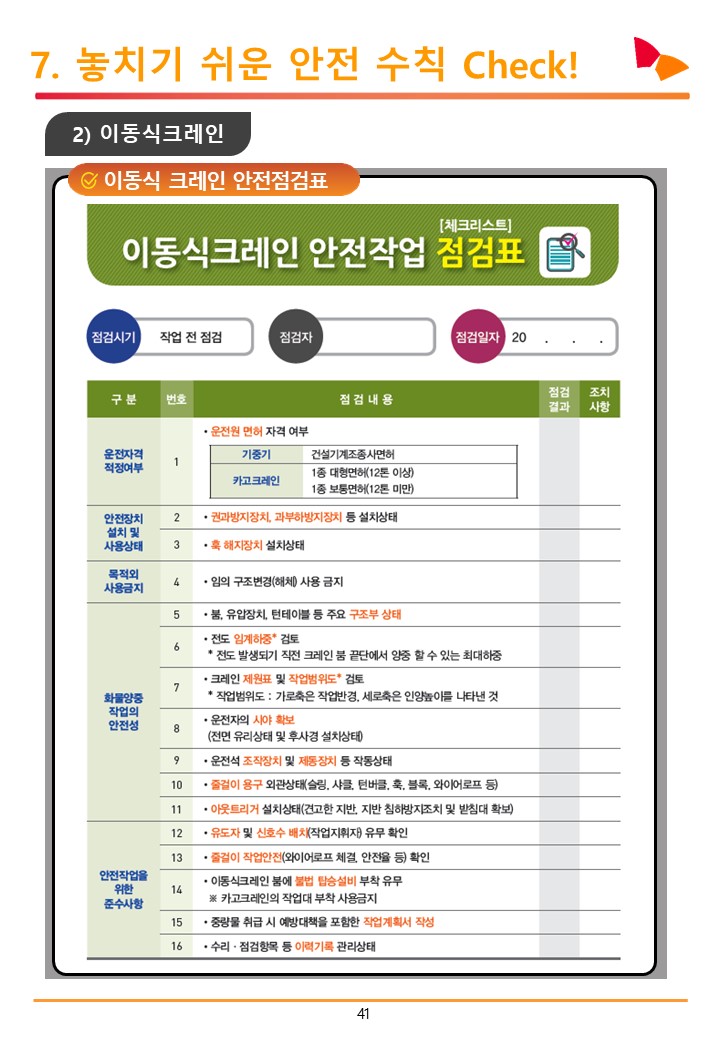 7. 놓치기 쉬운 안전 수칙 Check!
2) 이동식크레인
이동식 크레인 안전점검표
[체크리스트]
이동식크레인 안전작업 점검표
점검시기 작업 전 점검 점검자 점검일자 20 . . .
구 분 번호 점 검 내 용 점검 결과 조치 사항
운전자격
적정여부
1
• 운전원 면허 자격 여부
기중기 건설기계조종사면허
카고크레인
1종 대형면허(12톤 이상)
1종 보통면허(12톤 미만)
안전장치
설치 및
사용상태
2 • 권과방지장치, 과부하방지장치 등 설치상태
3 • 훅 해지장치 설치상태
목적외
사용금지
4 • 임의 구조변경(해체) 사용 금지
화물양중
작업의
안전성
5 • 붐, 유압장치, 턴테이블 등 주요 구조부 상태
6 • 전도 임계하중* 검토
* 전도 발생되기 직전 크레인 붐 끝단에서 양중 할 수 있는 최대하중
7 • 크레인 제원표 및 작업범위도* 검토
* 작업범위도 : 가로축은 작업반경, 세로축은 인양높이를 나타낸 것
8 • 운전자의 시야 확보
(전면 유리상태 및 후사경 설치상태)
9 • 운전석 조작장치 및 제동장치 등 작동상태
10 • 줄걸이 용구 외관상태(슬링, 샤클, 턴버클, 훅, 블록, 와이어로프 등)
11 • 아웃트리거 설치상태(견고한 지반, 지반 침하방지조치 및 받침대 확보)
안전작업을
위한
준수사항
12 • 유도자 및 신호수 배치(작업지휘자) 유무 확인
13 • 줄걸이 작업안전(와이어로프 체결, 안전율 등) 확인
14 • 이동식크레인 붐에 불법 탑승설비 부착 유무
※ 카고크레인의 작업대 부착 사용금지
15 • 중량물 취급 시 예방대책을 포함한 작업계획서 작성
16 • 수리 · 점검항목 등 이력기록 관리상태
41